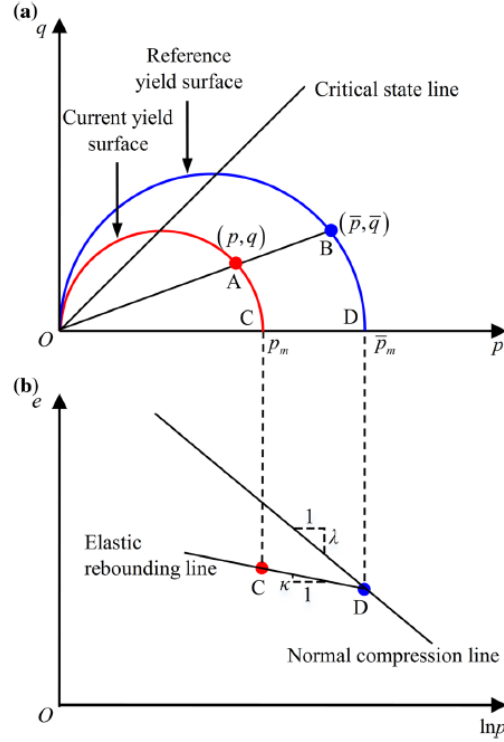 (a)
q
Reference
yield surface
Critical state line
Current yield
surface
(p, q)
(p̅, q̅)
B
A
C
D
O
p_m
p̅_m
p
(b)
e
1
λ
Elastic
rebounding line
C
κ
1
D
Normal compression line
O
lnp